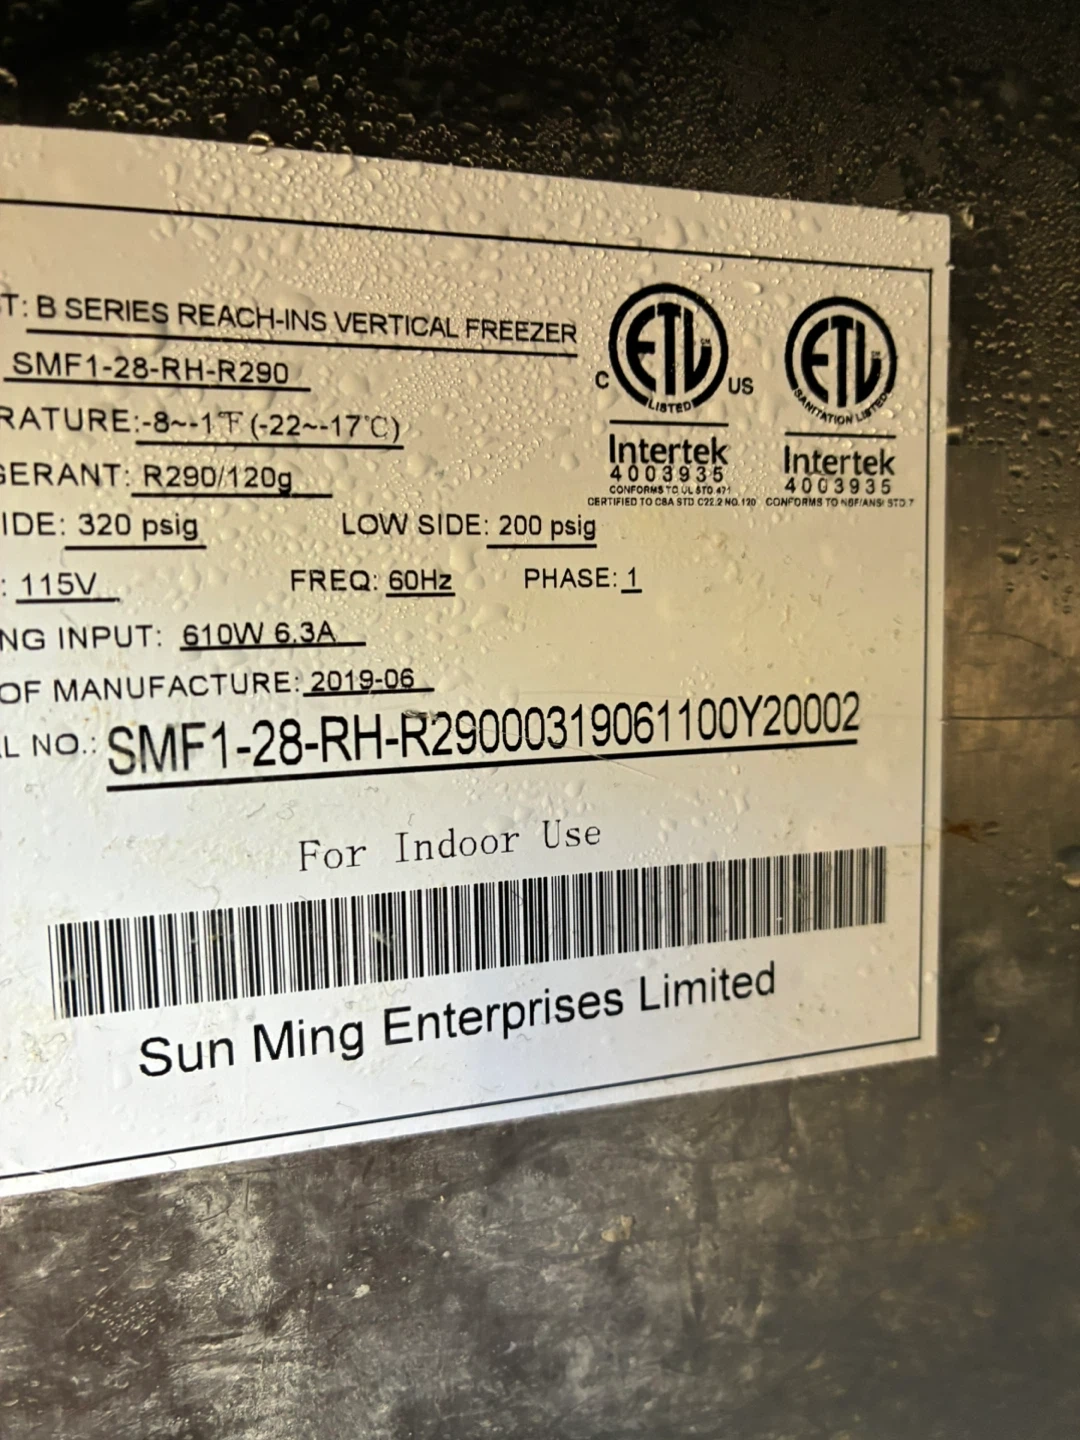 T: B SERIES REACH-INS VERTICAL FREEZER
SMF1-28-RH-R290
RATURE:-8~-1℉ (-22~-17℃)
GERANT: R290/120g
IDE: 320 psig LOW SIDE: 200 psig
: 115V FREQ: 60Hz PHASE: 1
NG INPUT: 610W 6.3A
OF MANUFACTURE: 2019-06
L NO.: SMF1-28-RH-R29000319061100Y20002
For Indoor Use
Sun Ming Enterprises Limited
ETL
C US
LISTED
Intertek
4003935
CONFORMS TO UL STD 471
CERTIFIED TO CSA STD C22.2 NO. 120
ETL
SANITATION LISTED
Intertek
4003935
CONFORMS TO NSF/ANSI STD 7